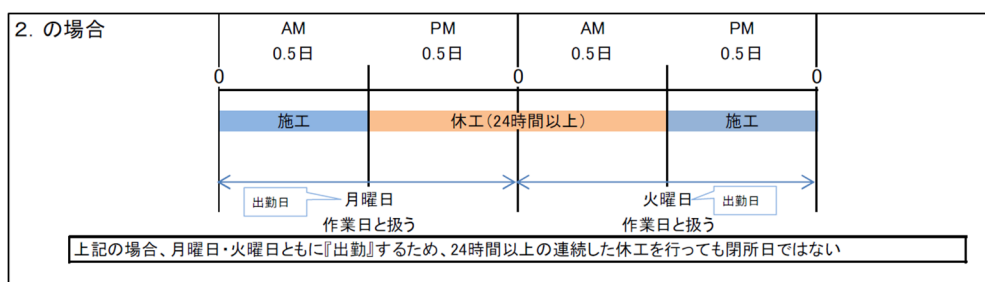 2．の場合
AM PM AM PM
0.5日 0.5日 0.5日 0.5日
0 0 0
施工 休工(24時間以上) 施工
出勤日 月曜日 火曜日 出勤日
作業日と扱う 作業日と扱う
上記の場合、月曜日・火曜日ともに『出勤』するため、24時間以上の連続した休工を行っても閉所日ではない